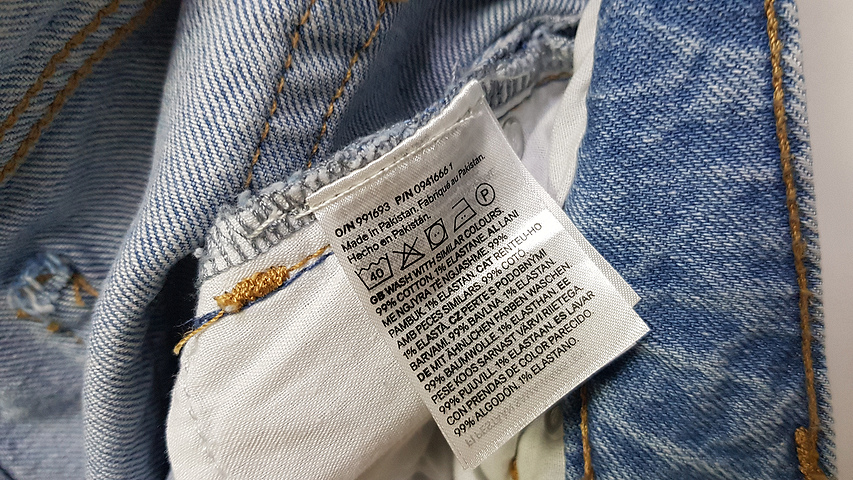 O/N 991693 P/N 0941666 1
Made in Pakistan. Fabriqué au Pakistan.
Hecho en Pakistán.
40 P
GB WASH WITH SIMILAR COLOURS.
99% COTTON, 1% ELASTANE. AL LANI
ME NGJYRA TE NGJASHME. 99%
PAMBUK. 1% ELASTAN. CAT RENTEU-HO
AMB PECES SIMILARS. 99% COTÓ,
1% ELASTÀ. CZ PERTE S PODOBNÝMI
BARVAMI. 99% BAVLNA, 1% ELASTAN.
DE MIT ÄHNLICHEN FARBEN WASCHEN.
99% BAUMWOLLE, 1% ELASTHAN. EE
PESE KOOS SARNAST VÄRVI RIIETEGA.
99% PUUVILL, 1% ELASTAAN. ES LAVAR
CON PRENDAS DE COLOR PARECIDO.
99% ALGODÓN, 1% ELASTANO.